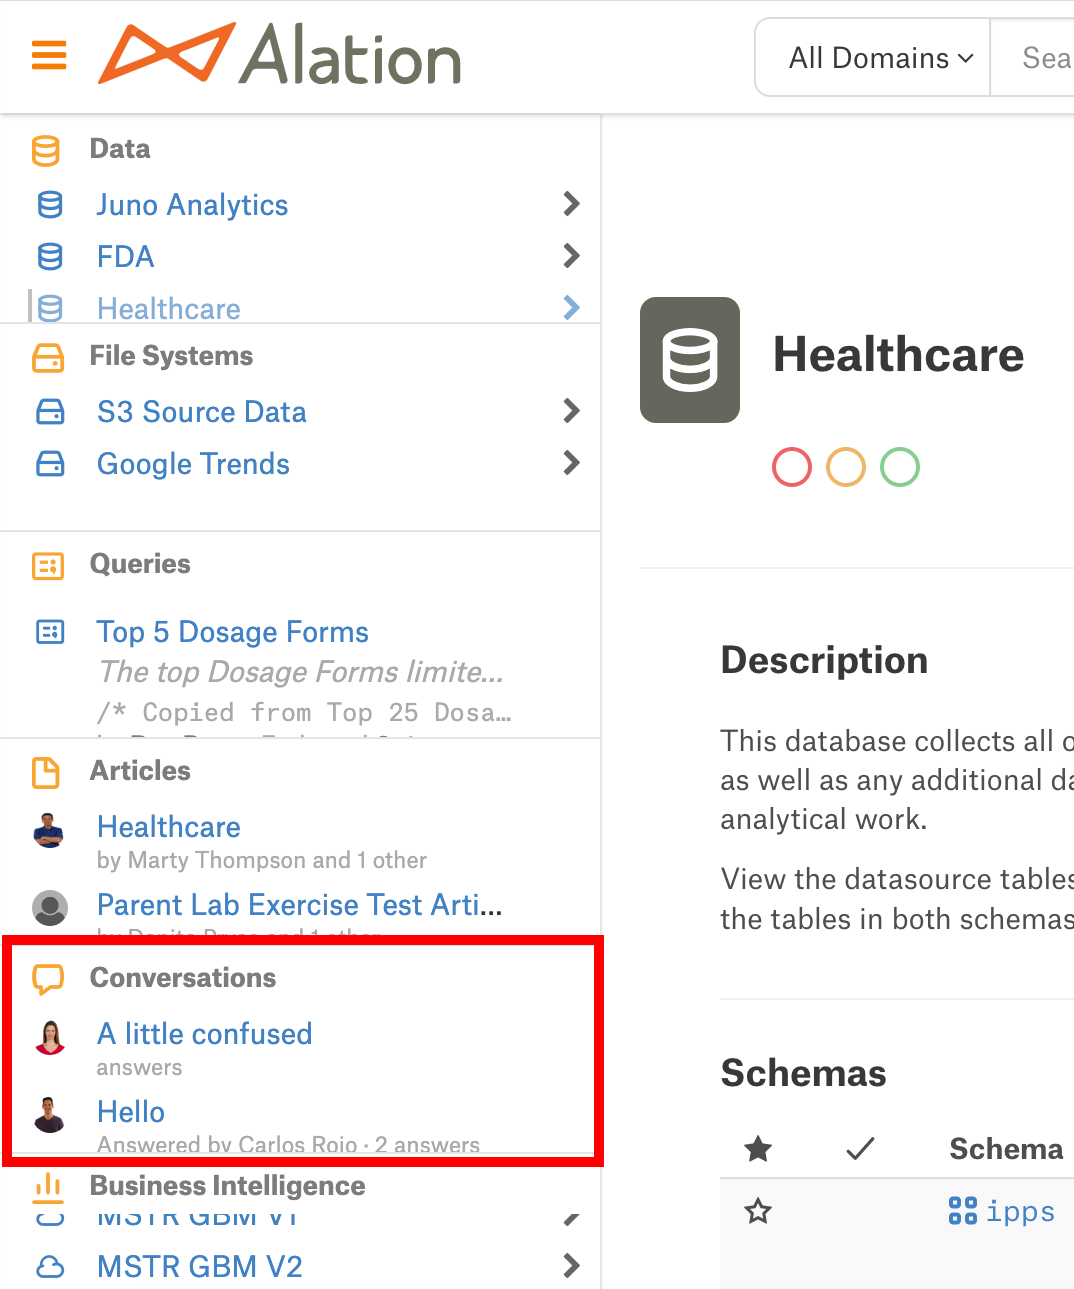 Alation
All Domains
Sea
Data
Juno Analytics
FDA
Healthcare
File Systems
S3 Source Data
Google Trends
Queries
Top 5 Dosage Forms
The top Dosage Forms limite...
/* Copied from Top 25 Dosa…
Articles
Healthcare
by Marty Thompson and 1 other
Parent Lab Exercise Test Arti...
Conversations
A little confused
answers
Hello
Answered by Carlos Rojo · 2 answers
Business Intelligence
MSTR GBM V1
MSTR GBM V2
Healthcare
Description
This database collects all
as well as any additional
analytical work.
View the datasource tables
the tables in both schemas
Schemas
Schema
ipps